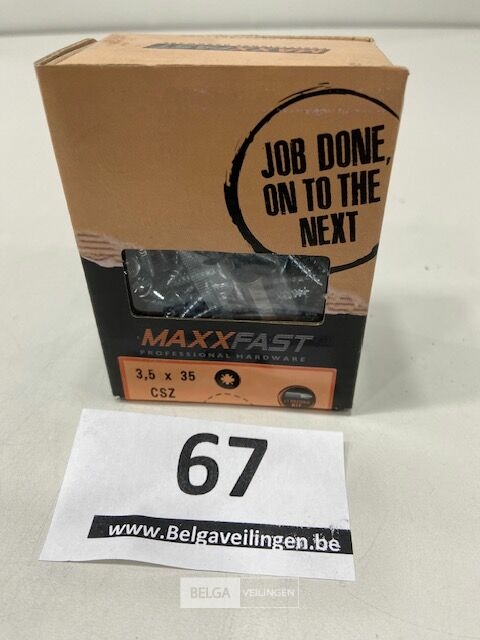 JOB DONE,
ON TO THE
NEXT
MAXXFAST
PROFESSIONAL HARDWARE
3,5 x 35
CSZ
67
www.Belgaveilingen.be
BELGA VEILINGEN